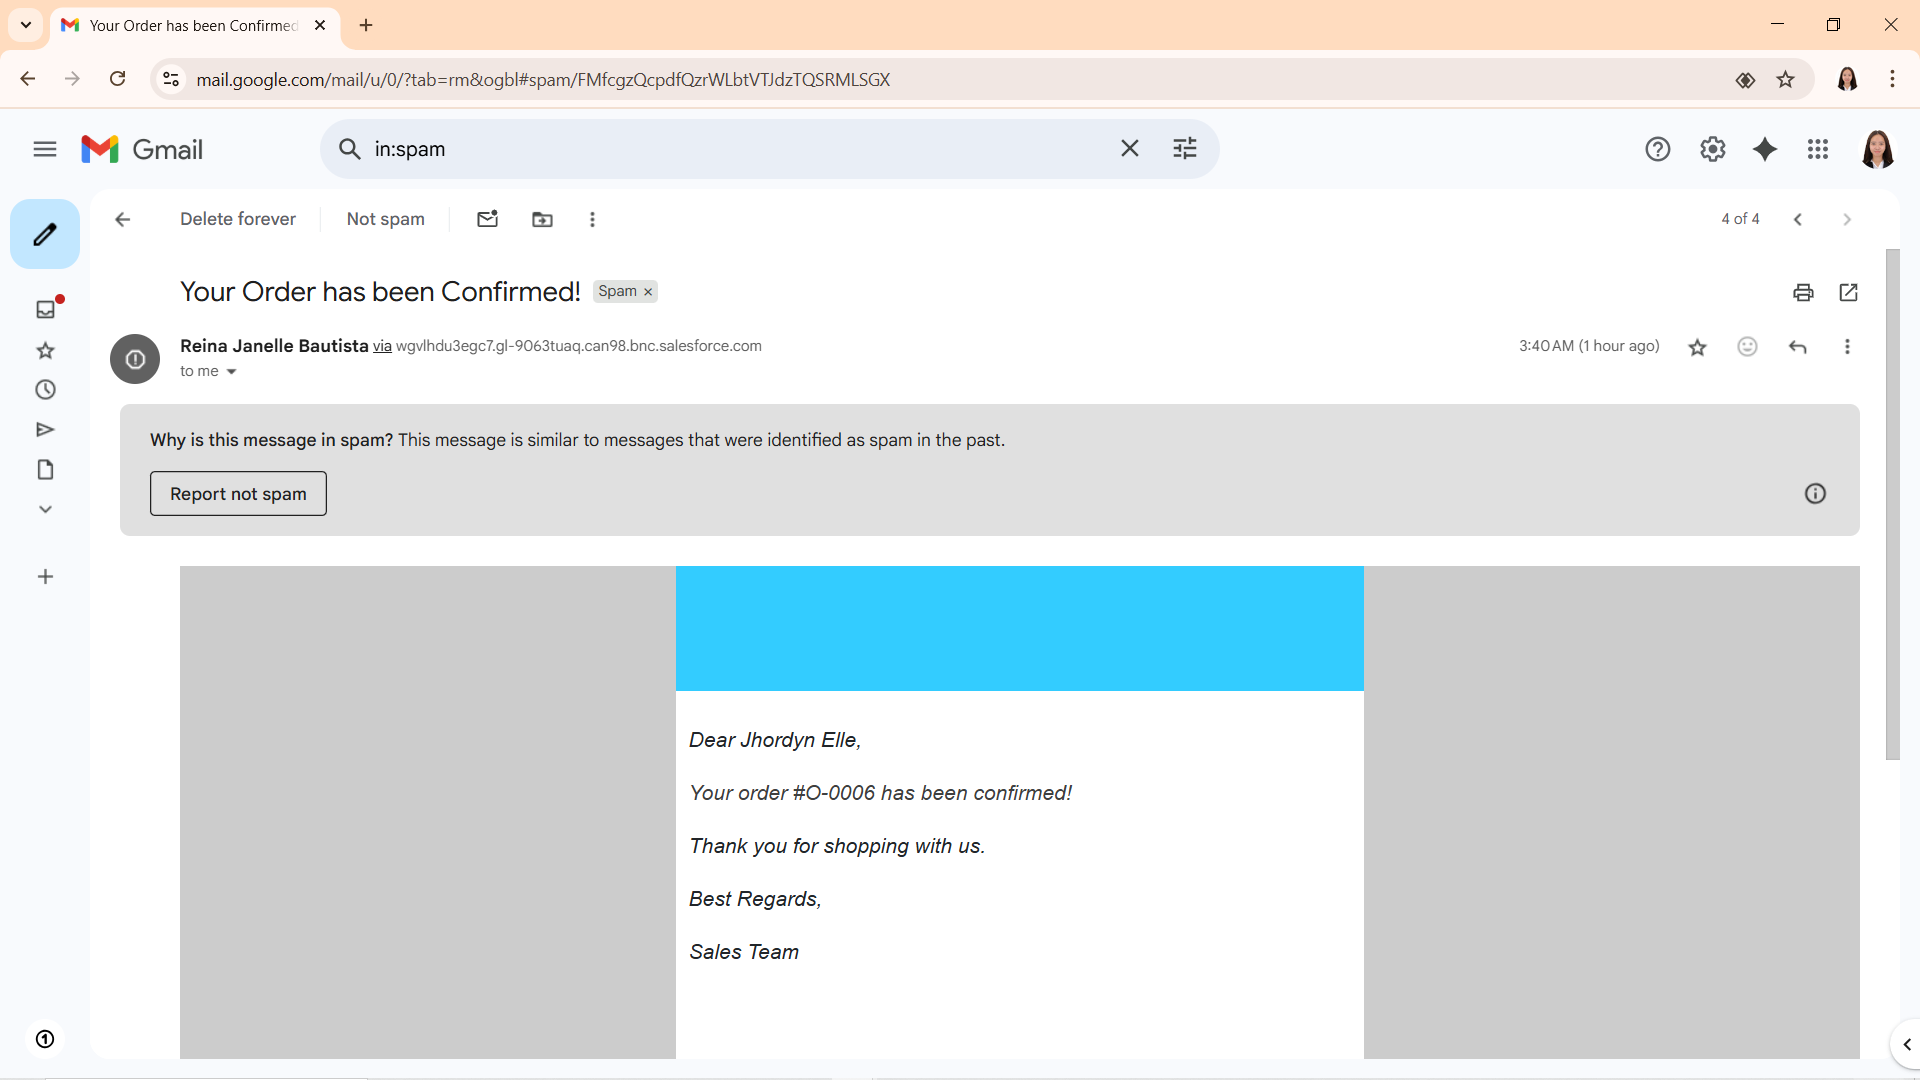 Your Order has been Confirmed
mail.google.com/mail/u/0/?tab=rm&ogbl#spam/FMfcgzQcpdfQzrWLbtVTJdzTQSRMLSGX
Gmail
in:spam
Delete forever
Not spam
4 of 4
Your Order has been Confirmed!
Spam ×
Reina Janelle Bautista via wgvlhdu3egc7.gl-9063tuaq.can98.bnc.salesforce.com
3:40 AM (1 hour ago)
to me
Why is this message in spam? This message is similar to messages that were identified as spam in the past.
Report not spam
Dear Jhordyn Elle,
Your order #O-0006 has been confirmed!
Thank you for shopping with us.
Best Regards,
Sales Team